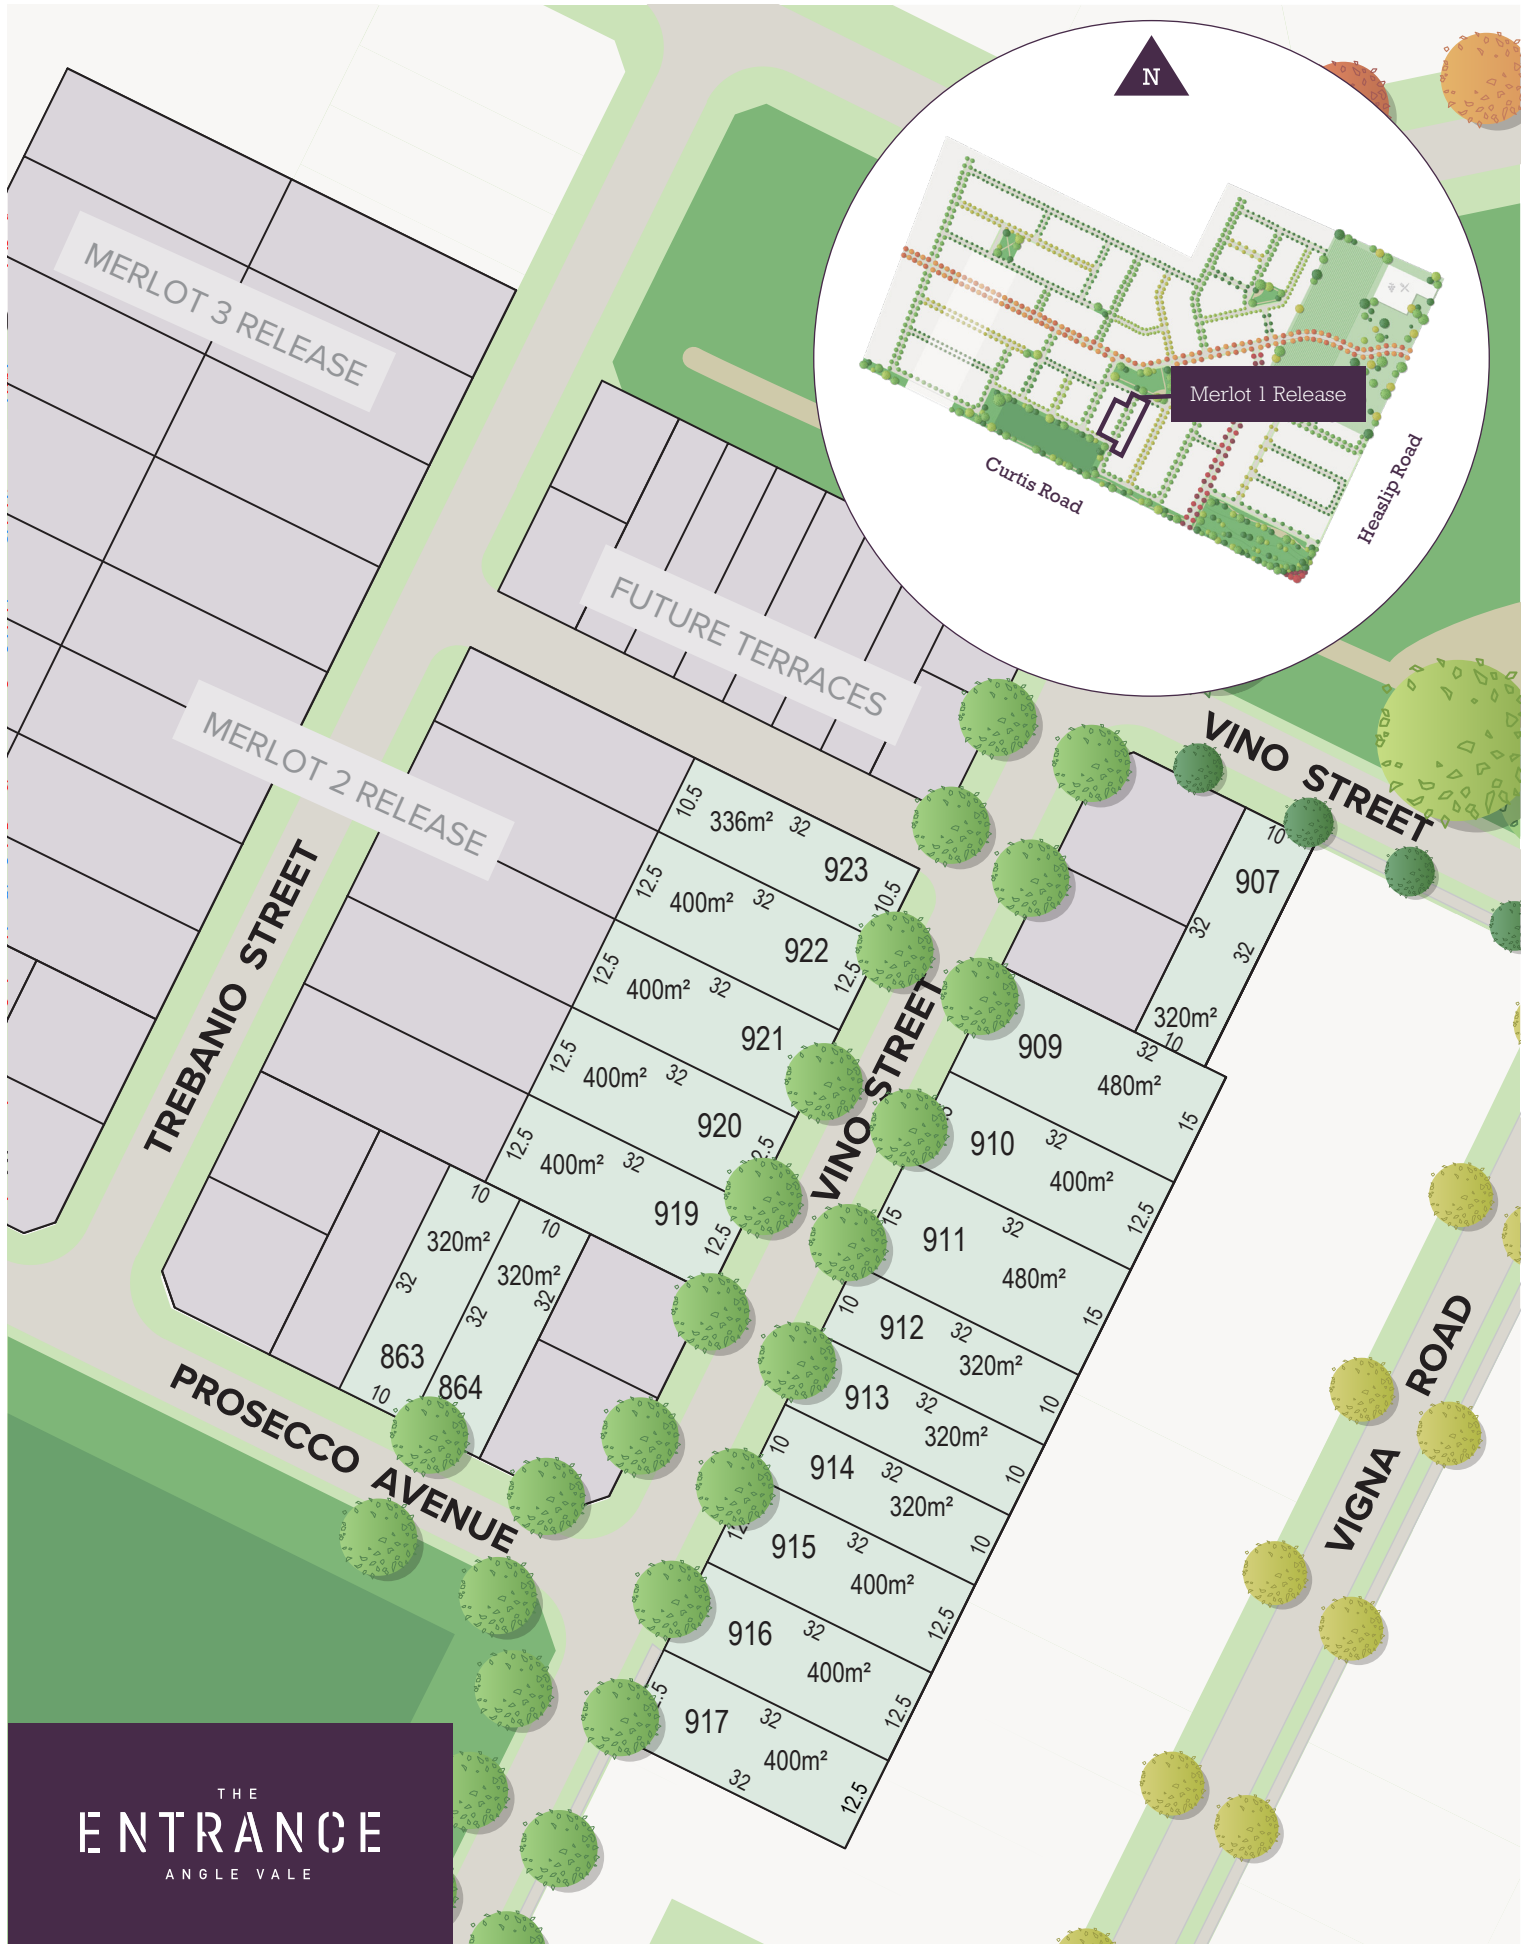 N
Merlot 1 Release
Curtis Road
Heaslip Road
MERLOT 3 RELEASE
FUTURE TERRACES
MERLOT 2 RELEASE
VINO STREET
TREBANIO STREET
VINO STREET
PROSECCO AVENUE
VIGNA ROAD
10.5
336m² 32
923
10.5
12.5
400m² 32
922
12.5
12.5
400m² 32
921
12.5
400m² 32
920
12.5
400m² 32
919
12.5
10
907
32
32
320m²
10
909
32
480m²
15
910
32
400m²
12.5
15
911
32
480m²
15
10
912
32
320m²
10
913
32
320m²
10
10
914
32
320m²
10
915
32
400m²
12.5
916
32
400m²
12.5
917
32
400m²
32
12.5
10
320m²
32
863
10
10
320m²
32
32
864
THE
ENTRANCE
ANGLE VALE